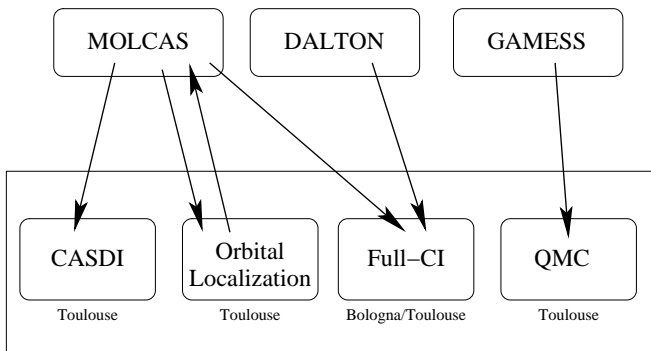 MOLCAS
DALTON
GAMESS
CASDI
Orbital
Localization
Full−CI
QMC
Toulouse
Toulouse
Bologna/Toulouse
Toulouse